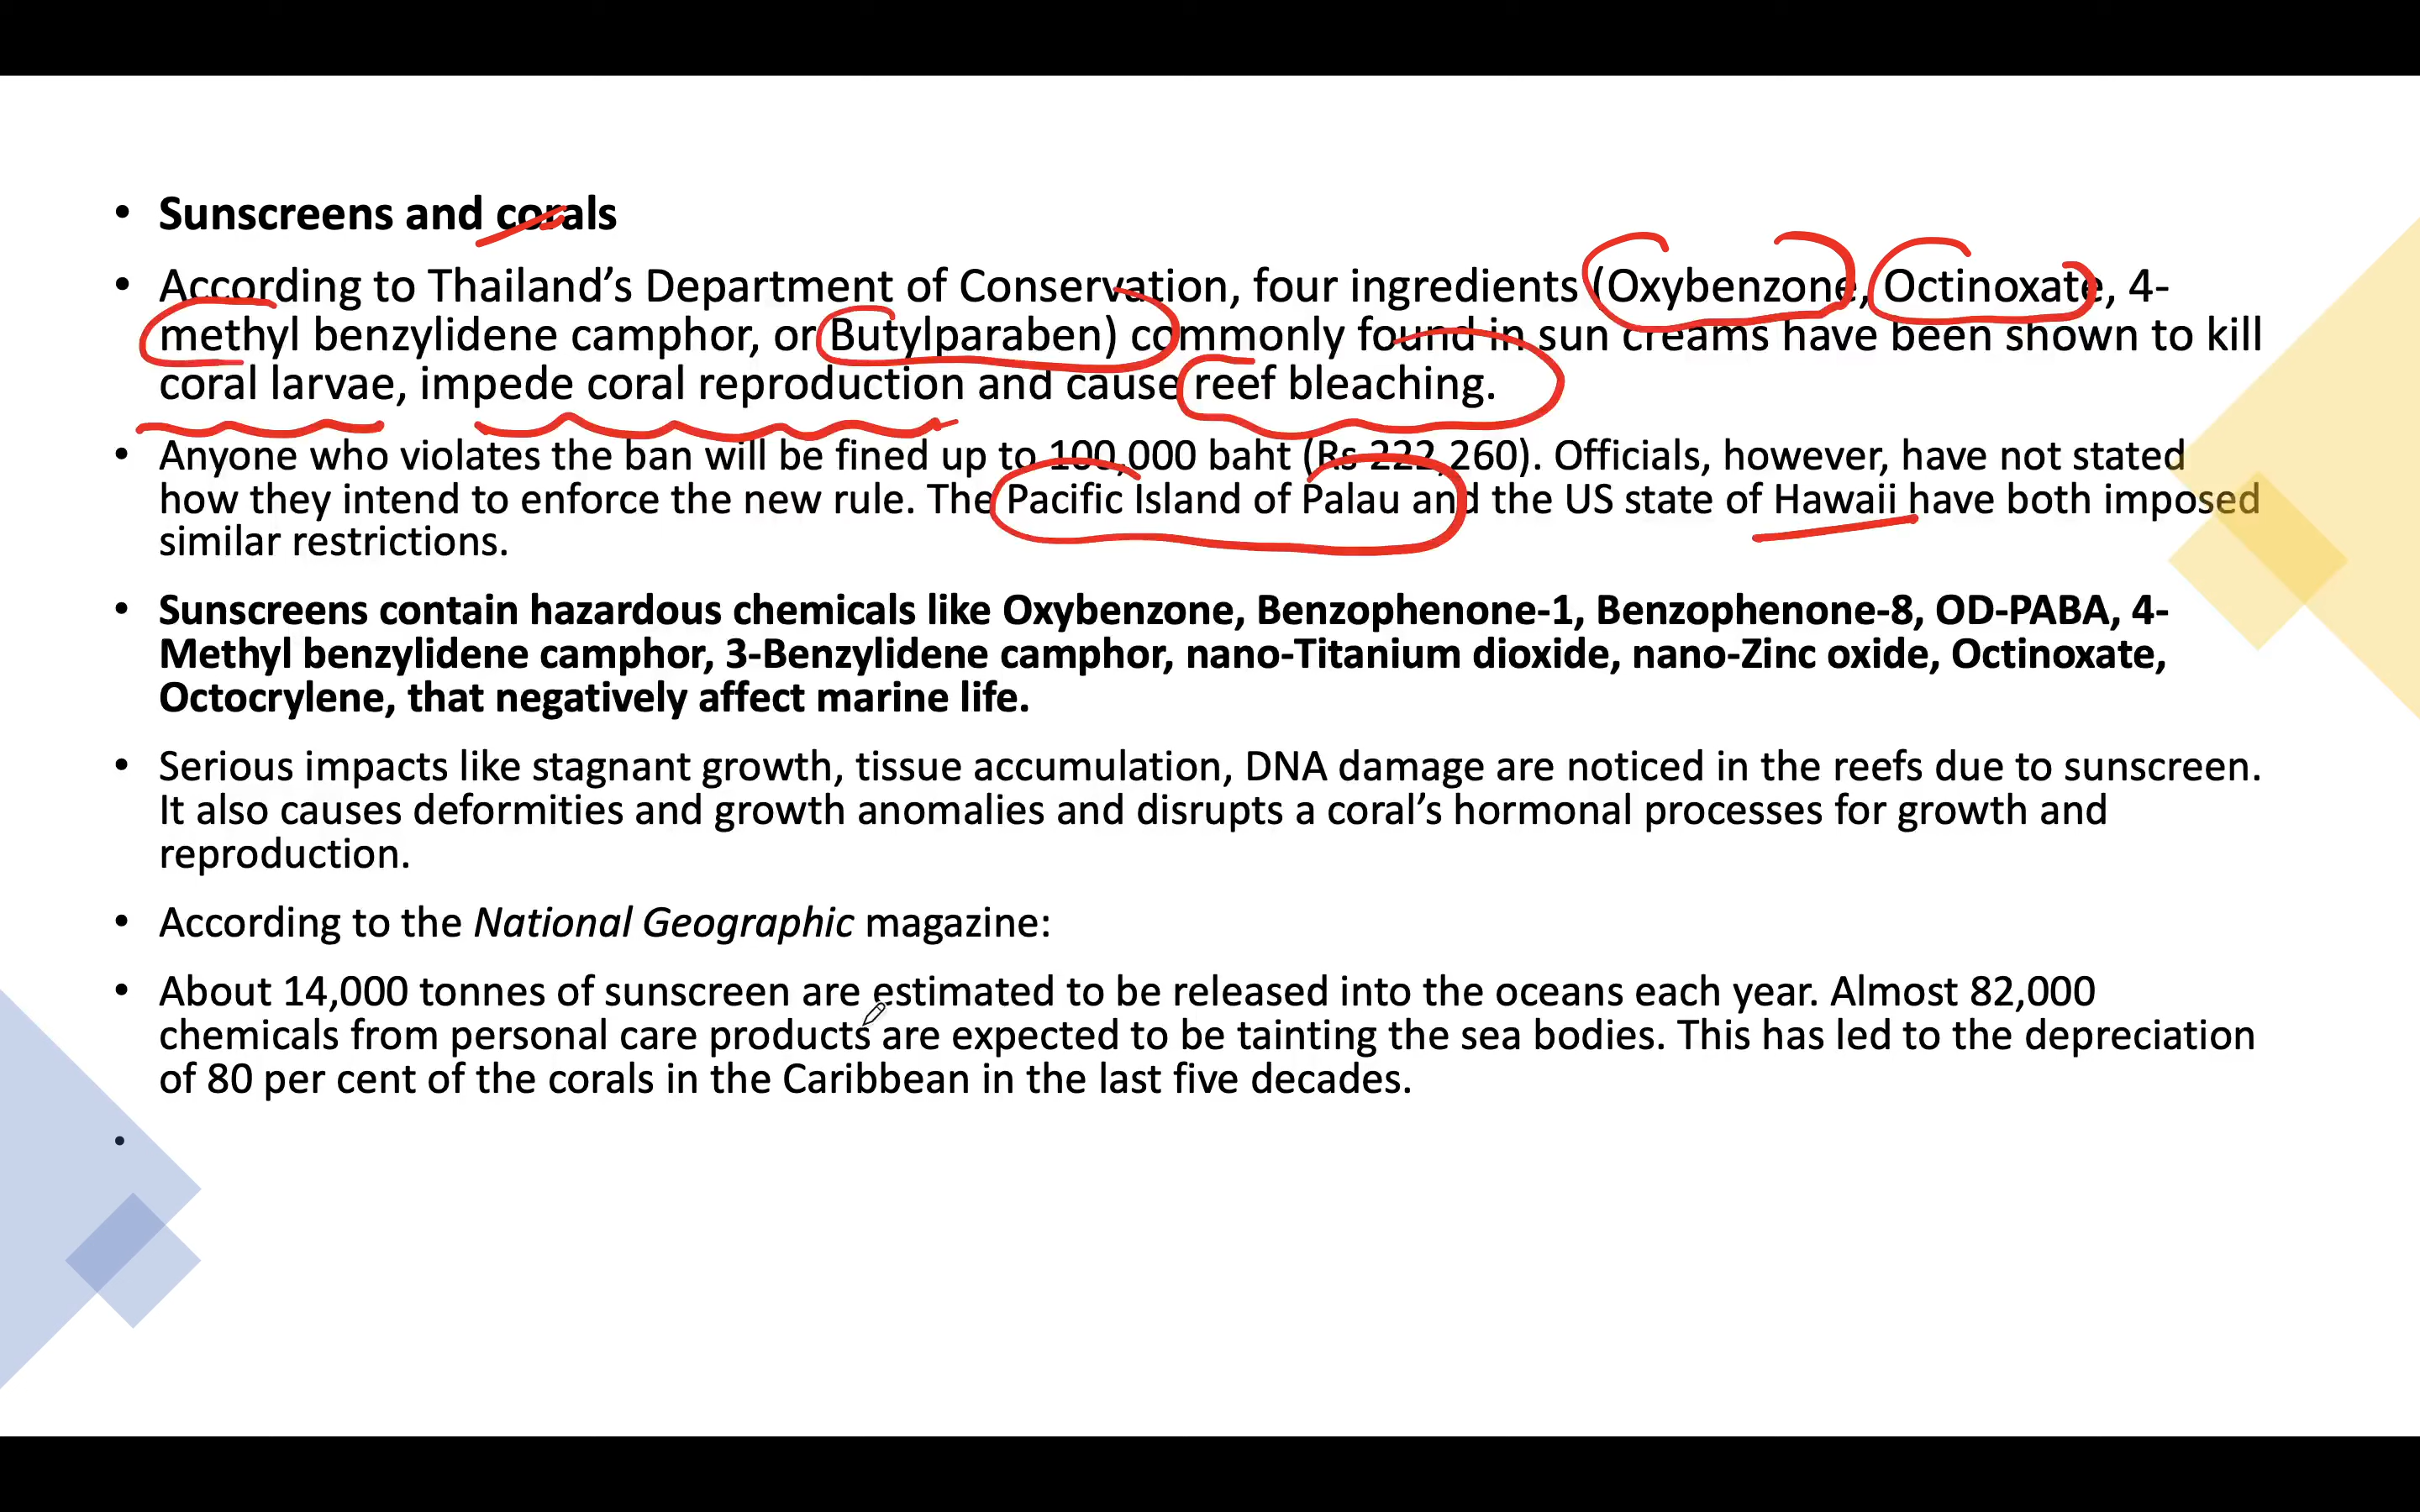 • Sunscreens and corals
• According to Thailand’s Department of Conservation, four ingredients (Oxybenzone, Octinoxate, 4-
methyl benzylidene camphor, or Butylparaben) commonly found in sun creams have been shown to kill
coral larvae, impede coral reproduction and cause reef bleaching.
• Anyone who violates the ban will be fined up to 100,000 baht (Rs 222,260). Officials, however, have not stated
how they intend to enforce the new rule. The Pacific Island of Palau and the US state of Hawaii have both imposed
similar restrictions.
• Sunscreens contain hazardous chemicals like Oxybenzone, Benzophenone-1, Benzophenone-8, OD-PABA, 4-
Methyl benzylidene camphor, 3-Benzylidene camphor, nano-Titanium dioxide, nano-Zinc oxide, Octinoxate,
Octocrylene, that negatively affect marine life.
• Serious impacts like stagnant growth, tissue accumulation, DNA damage are noticed in the reefs due to sunscreen.
It also causes deformities and growth anomalies and disrupts a coral’s hormonal processes for growth and
reproduction.
• According to the National Geographic magazine:
• About 14,000 tonnes of sunscreen are estimated to be released into the oceans each year. Almost 82,000
chemicals from personal care products are expected to be tainting the sea bodies. This has led to the depreciation
of 80 per cent of the corals in the Caribbean in the last five decades.
•